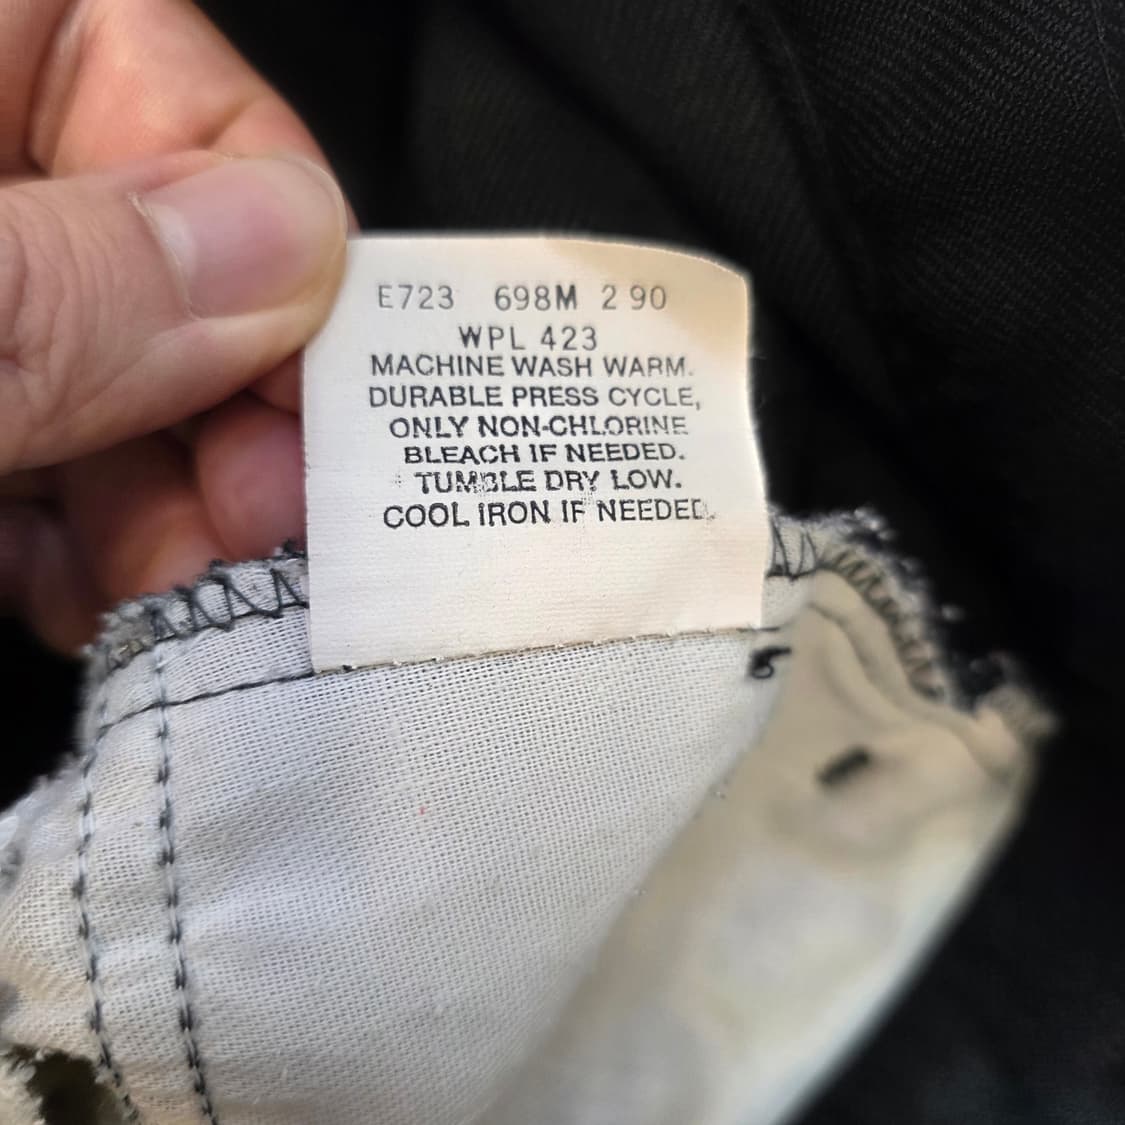 E723 698M 2 90
WPL 423
MACHINE WASH WARM.
DURABLE PRESS CYCLE,
ONLY NON-CHLORINE
BLEACH IF NEEDED.
TUMBLE DRY LOW.
COOL IRON IF NEEDED.